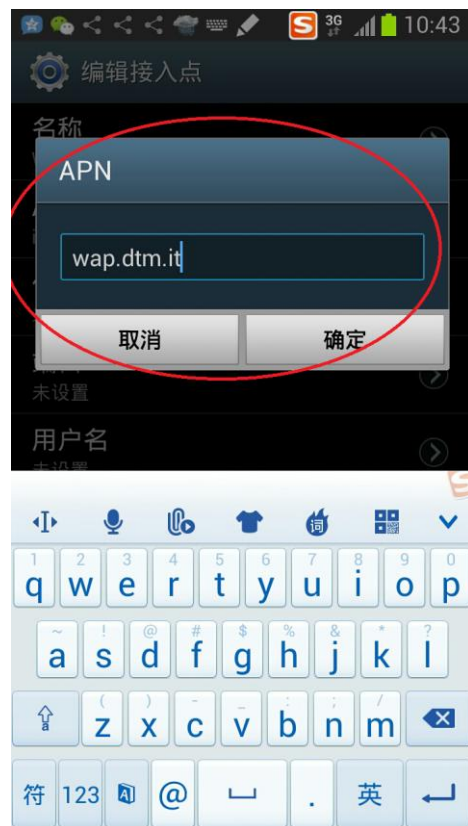 S 3G 10:43
编辑接入点
名称
APN
wap.dtm.it
取消 确定
未设置
用户名
未设置
词
1 2 3 4 5 6 7 8 9 0
q w e r t y u i o p
~ ! @ # $ % & * ?
a s d f g h j k l
( ) - _ : ; /
a z x c v b n m
符 123 @ . 英